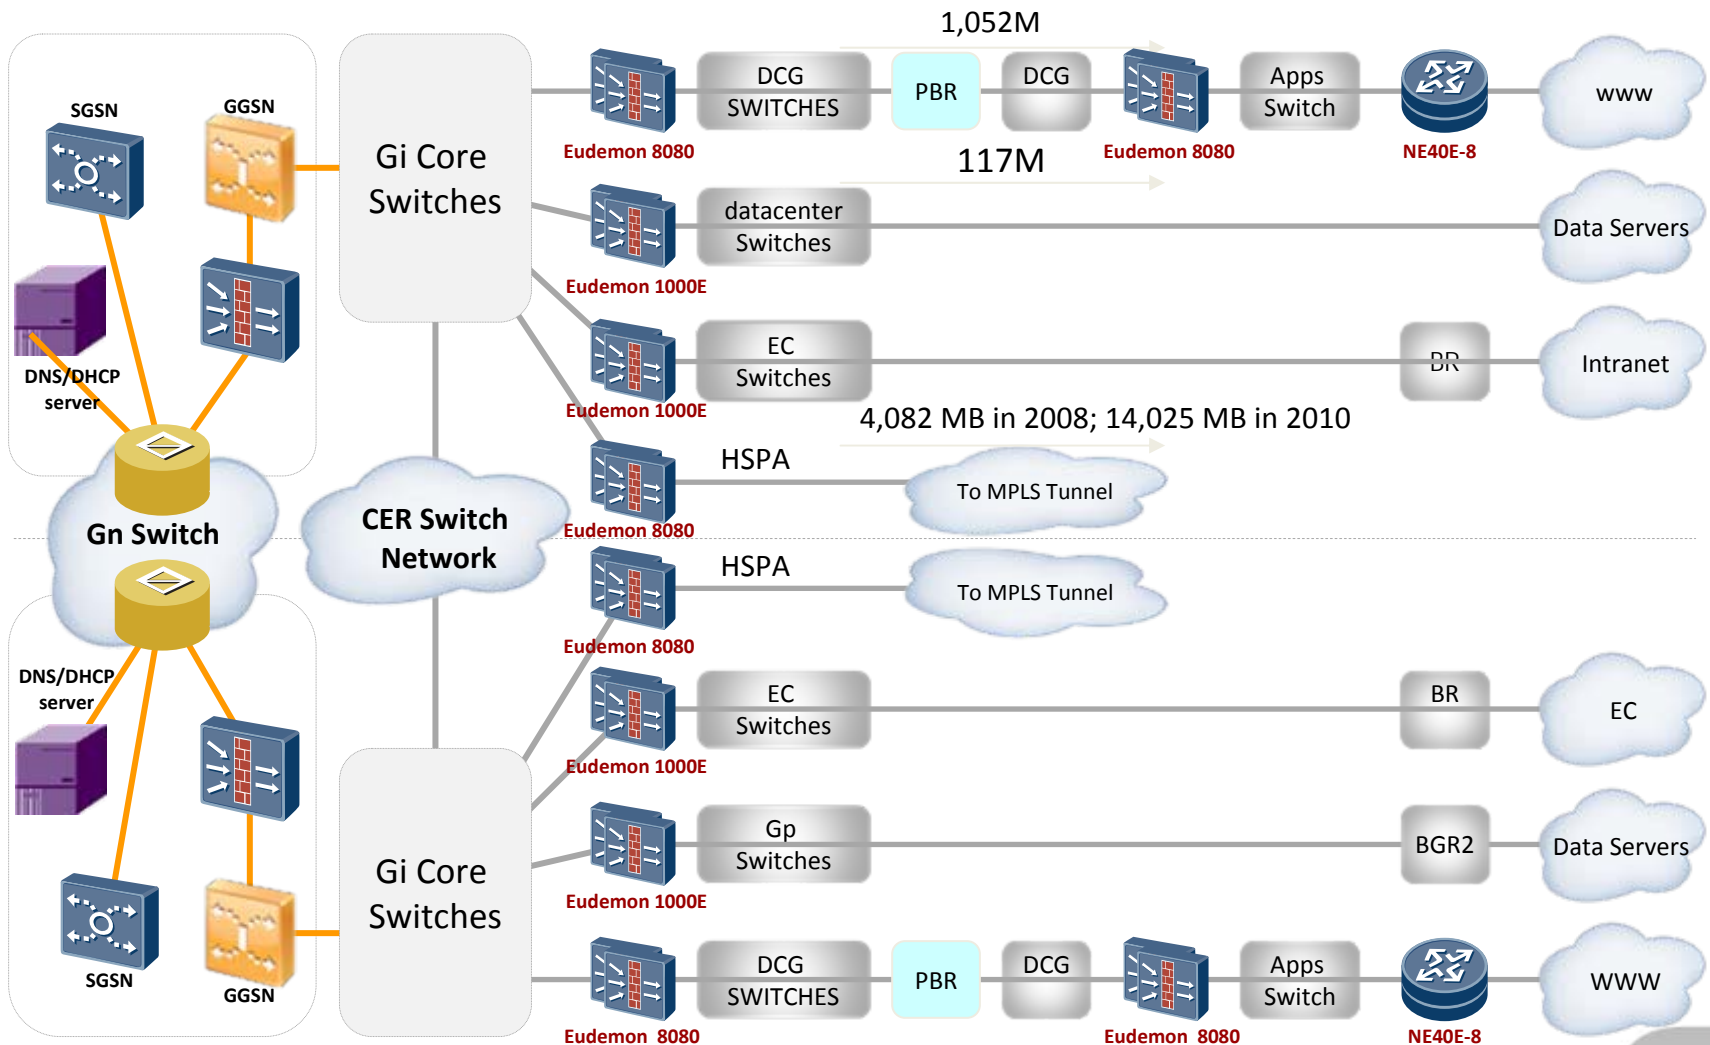 1,052M
SGSN
GGSN
Gi Core
Switches
DCG
SWITCHES
PBR
DCG
Apps
Switch
www
Eudemon 8080
Eudemon 8080
NE40E-8
117M
datacenter
Switches
Data Servers
Eudemon 1000E
DNS/DHCP
server
EC
Switches
BR
Intranet
Eudemon 1000E
4,082 MB in 2008; 14,025 MB in 2010
HSPA
To MPLS Tunnel
Eudemon 8080
Gn Switch
CER Switch
Network
HSPA
To MPLS Tunnel
Eudemon 8080
DNS/DHCP
server
EC
Switches
BR
EC
Eudemon 1000E
Gi Core
Switches
Gp
Switches
BGR2
Data Servers
Eudemon 1000E
SGSN
GGSN
DCG
SWITCHES
PBR
DCG
Apps
Switch
WWW
Eudemon 8080
Eudemon 8080
NE40E-8